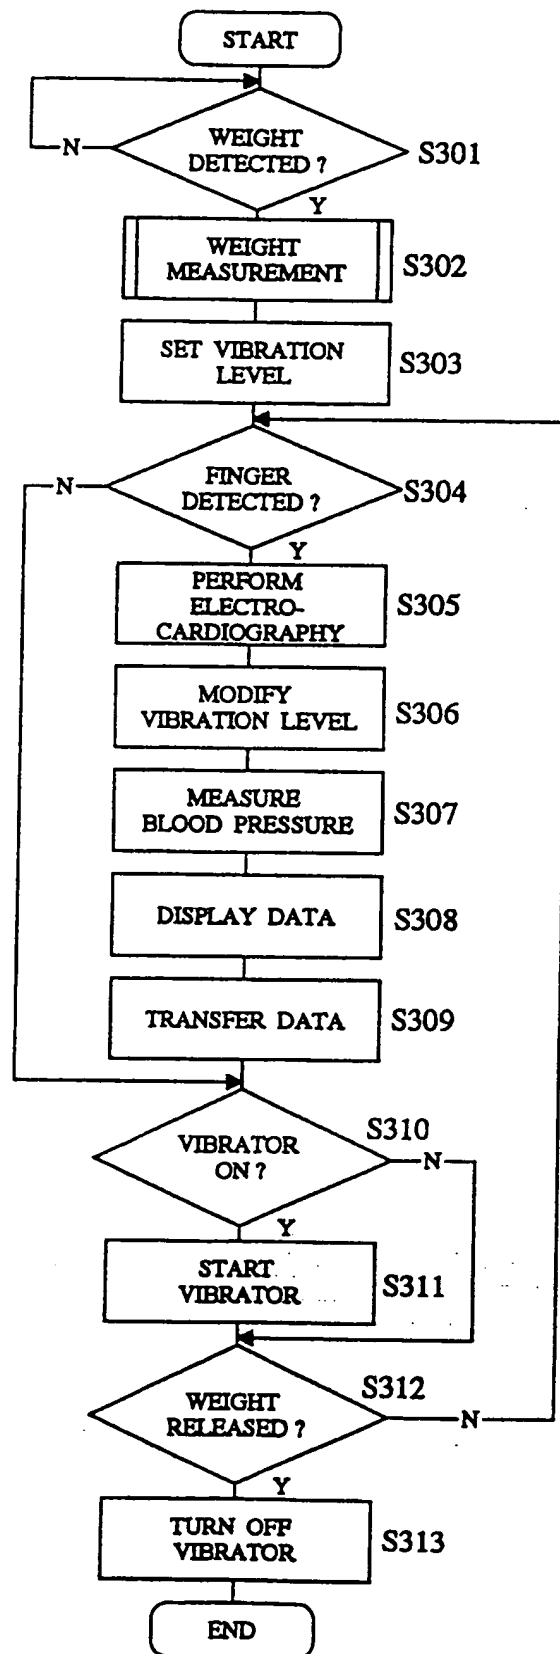 START
WEIGHT
DETECTED ?
N
S301
Y
WEIGHT
MEASUREMENT
S302
SET VIBRATION
LEVEL
S303
FINGER
DETECTED ?
N
S304
Y
PERFORM
ELECTRO-
CARDIOGRAPHY
S305
MODIFY
VIBRATION LEVEL
S306
MEASURE
BLOOD PRESSURE
S307
DISPLAY DATA
S308
TRANSFER DATA
S309
VIBRATOR
ON ?
S310
N
Y
START
VIBRATOR
S311
WEIGHT
RELEASED ?
S312
N
Y
TURN OFF
VIBRATOR
S313
END